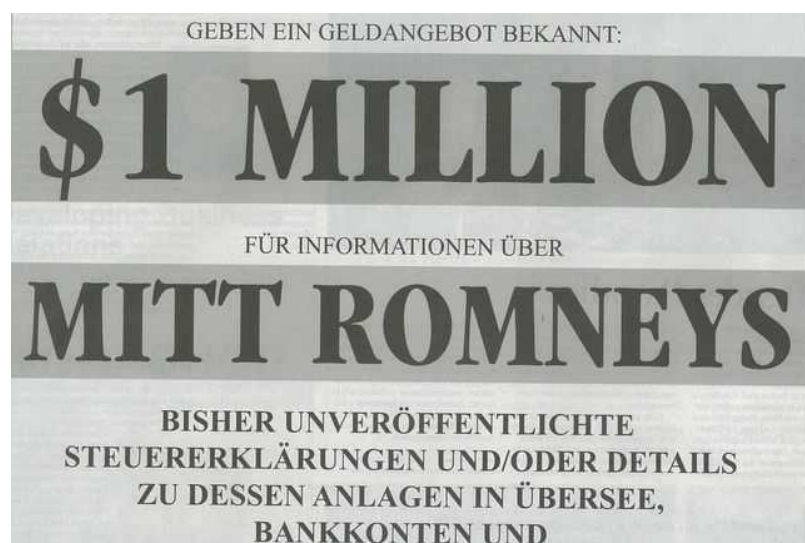 GEBEN EIN GELDANGEBOT BEKANNT:
$1 MILLION
FÜR INFORMATIONEN ÜBER
MITT ROMNEYS
BISHER UNVERÖFFENTLICHTE
STEUERERKLÄRUNGEN UND/ODER DETAILS
ZU DESSEN ANLAGEN IN ÜBERSEE,
BANKKONTEN UND